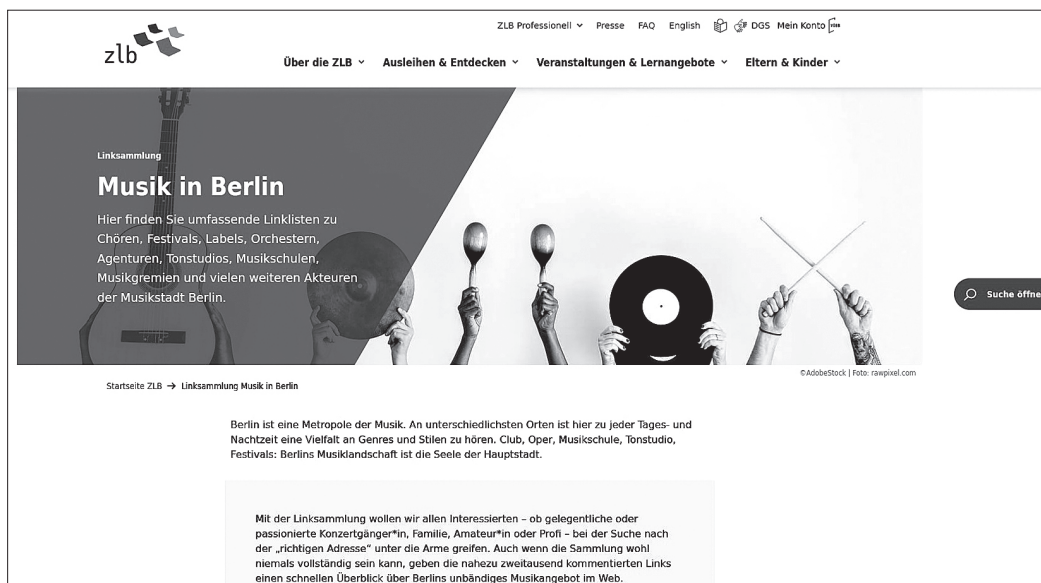 zlb
ZLB Professionell Presse FAQ English DGS Mein Konto VÖBB
Über die ZLB Ausleihen & Entdecken Veranstaltungen & Lernangebote Eltern & Kinder
Linksammlung
Musik in Berlin
Hier finden Sie umfassende Linklisten zu
Chören, Festivals, Labels, Orchestern,
Agenturen, Tonstudios, Musikschulen,
Musikgremien und vielen weiteren Akteuren
der Musikstadt Berlin.
Suche öffne
©AdobeStock | Foto: rawpixel.com
Startseite ZLB → Linksammlung Musik in Berlin
Berlin ist eine Metropole der Musik. An unterschiedlichsten Orten ist hier zu jeder Tages- und
Nachtzeit eine Vielfalt an Genres und Stilen zu hören. Club, Oper, Musikschule, Tonstudio,
Festivals: Berlins Musiklandschaft ist die Seele der Hauptstadt.
Mit der Linksammlung wollen wir allen Interessierten – ob gelegentliche oder
passionierte Konzertgänger*in, Familie, Amateur*in oder Profi – bei der Suche nach
der „richtigen Adresse“ unter die Arme greifen. Auch wenn die Sammlung wohl
niemals vollständig sein kann, geben die nahezu zweitausend kommentierten Links
einen schnellen Überblick über Berlins unbändiges Musikangebot im Web.